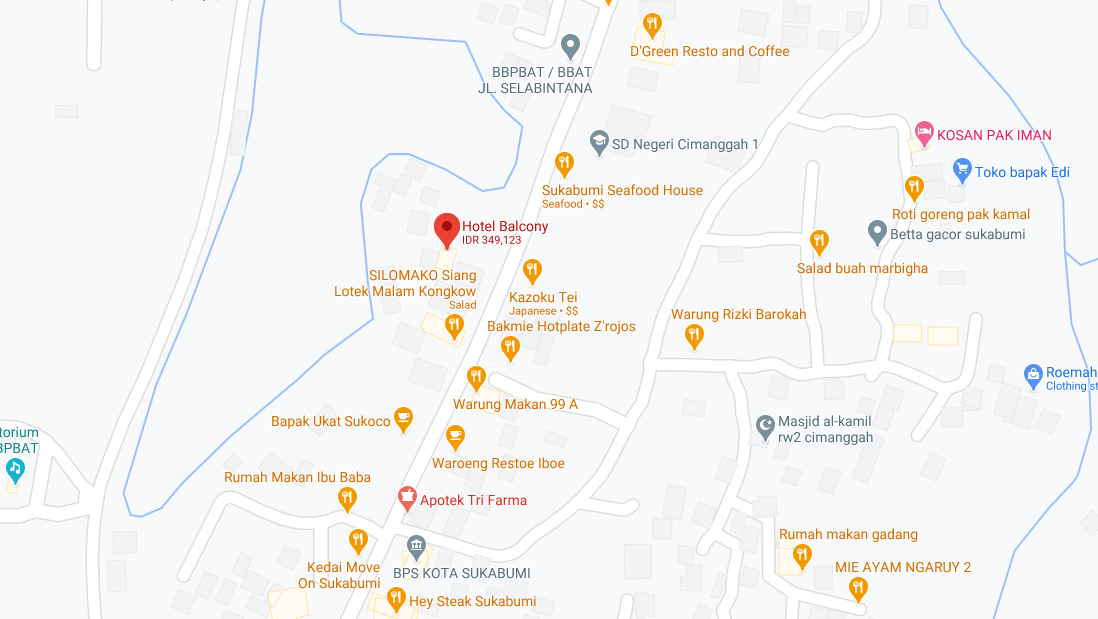 D'Green Resto and Coffee
BBPBAT / BBAT
JL. SELABINTANA
KOSAN PAK IMAN
SD Negeri Cimanggah 1
Toko bapak Edi
Sukabumi Seafood House
Seafood • $$
Roti goreng pak kamal
Hotel Balcony
IDR 349,123
Betta gacor sukabumi
Salad buah marbigha
SILOMAKO Siang
Lotek Malam Kongkow
Salad
Kazoku Tei
Japanese • $$
Warung Rizki Barokah
Bakmie Hotplate Z'rojos
Roemah
Clothing st
Warung Makan 99 A
Bapak Ukat Sukoco
Masjid al-kamil
rw2 cimanggah
torium
BPBAT
Waroeng Restoe Iboe
Rumah Makan Ibu Baba
Apotek Tri Farma
Rumah makan gadang
Kedai Move
On Sukabumi
BPS KOTA SUKABUMI
MIE AYAM NGARUY 2
Hey Steak Sukabumi